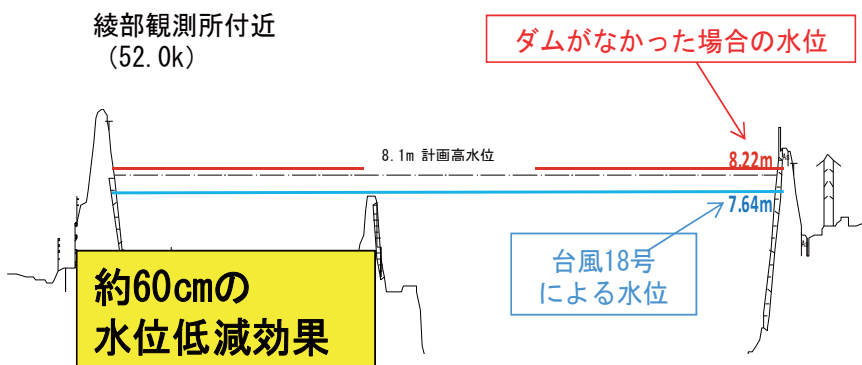 綾部観測所付近
(52.0k)
ダムがなかった場合の水位
8.1m 計画高水位
8.22m
7.64m
台風18号
による水位
約60cmの
水位低減効果